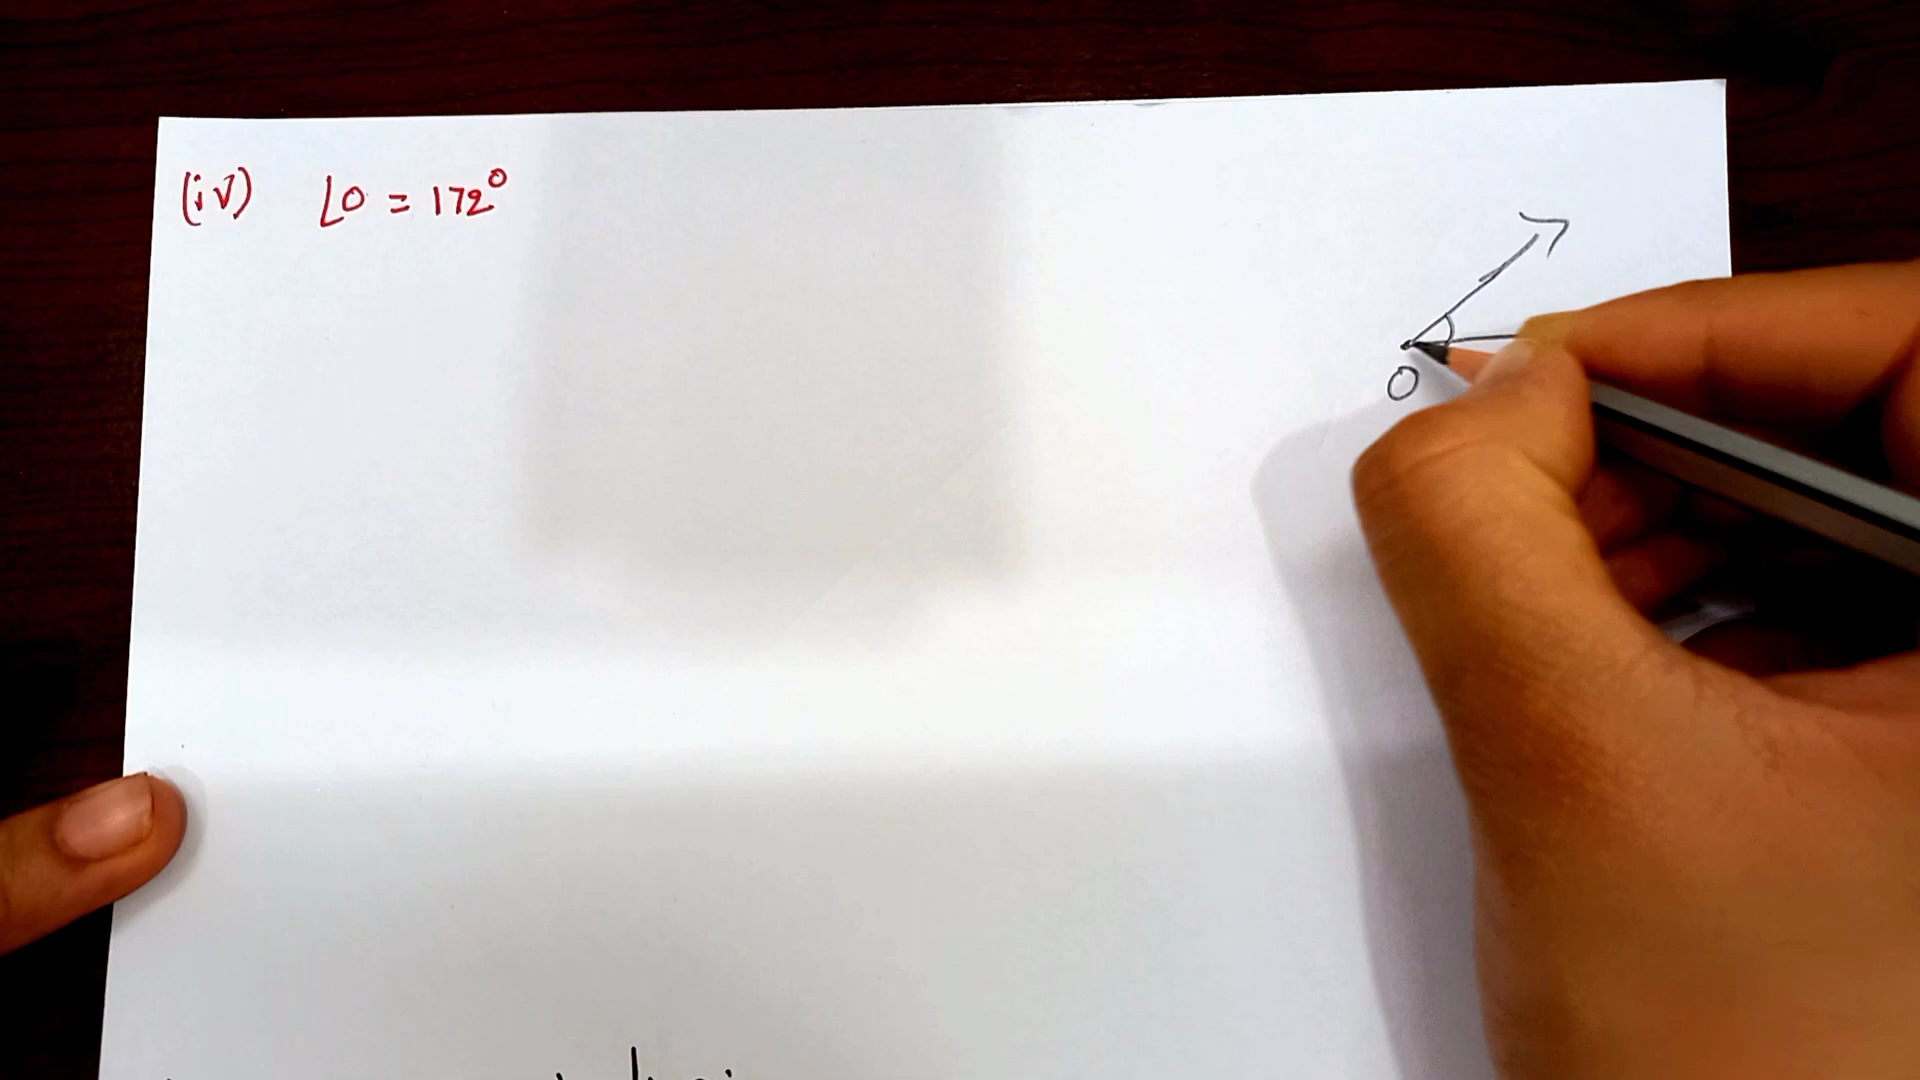 (iv) ∠O = 172°
O